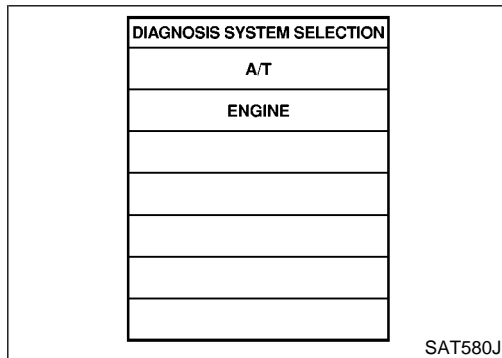 DIAGNOSIS SYSTEM SELECTION
A/T
ENGINE
SAT580J